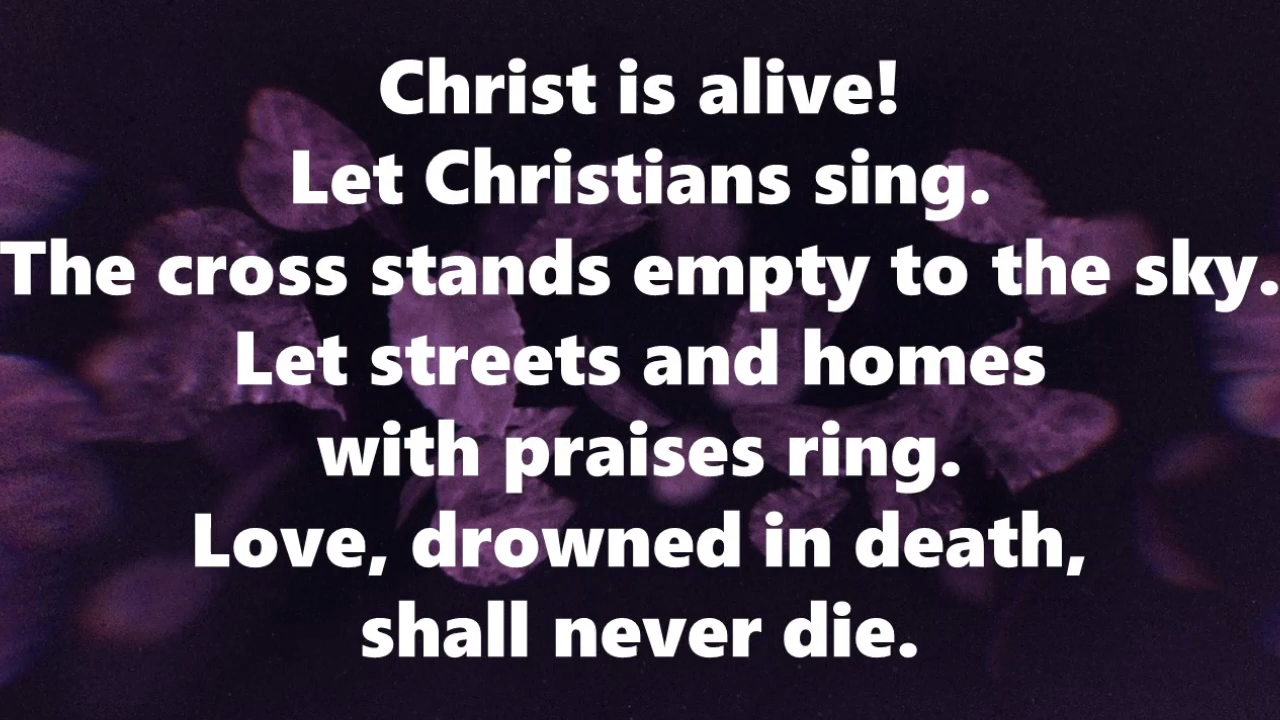 Christ is alive!
Let Christians sing.
The cross stands empty to the sky.
Let streets and homes
with praises ring.
Love, drowned in death,
shall never die.